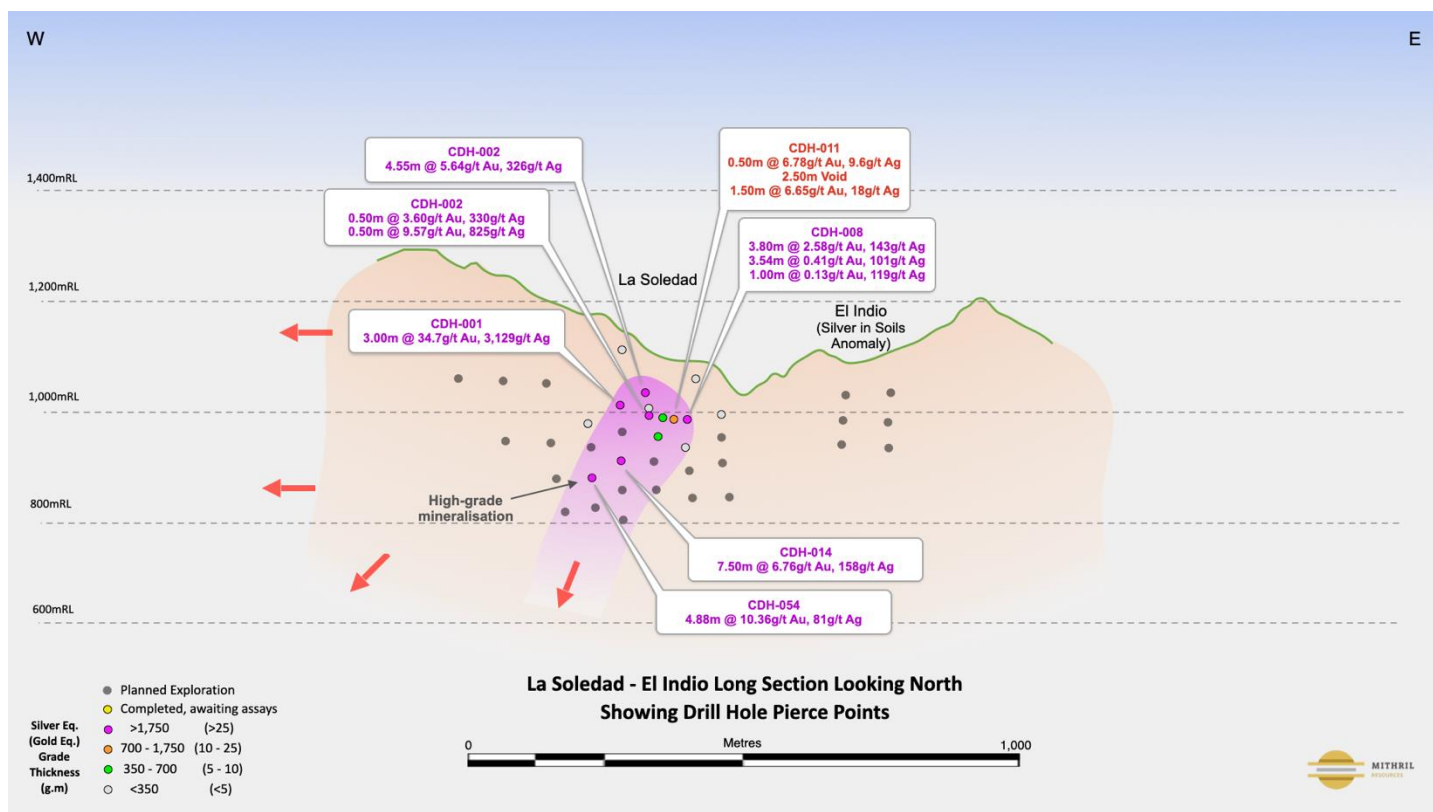 W
E
CDH-002
4.55m @ 5.64g/t Au, 326g/t Ag
CDH-011
0.50m @ 6.78g/t Au, 9.6g/t Ag
2.50m Void
1.50m @ 6.65g/t Au, 18g/t Ag
1,400mRL
CDH-002
0.50m @ 3.60g/t Au, 330g/t Ag
0.50m @ 9.57g/t Au, 825g/t Ag
CDH-008
3.80m @ 2.58g/t Au, 143g/t Ag
3.54m @ 0.41g/t Au, 101g/t Ag
1.00m @ 0.13g/t Au, 119g/t Ag
La Soledad
1,200mRL
El Indio
(Silver in Soils
Anomaly)
CDH-001
3.00m @ 34.7g/t Au, 3,129g/t Ag
1,000mRL
800mRL
High-grade
mineralisation
CDH-014
7.50m @ 6.76g/t Au, 158g/t Ag
600mRL
CDH-054
4.88m @ 10.36g/t Au, 81g/t Ag
La Soledad - El Indio Long Section Looking North
Showing Drill Hole Pierce Points
Metres
0
1,000
Planned Exploration
Completed, awaiting assays
Silver Eq.
(Gold Eq.)
Grade
Thickness
(g.m)
>1,750 (>25)
700 - 1,750 (10 - 25)
350 - 700 (5 - 10)
<350 (<5)
MITHRIL
RESOURCES